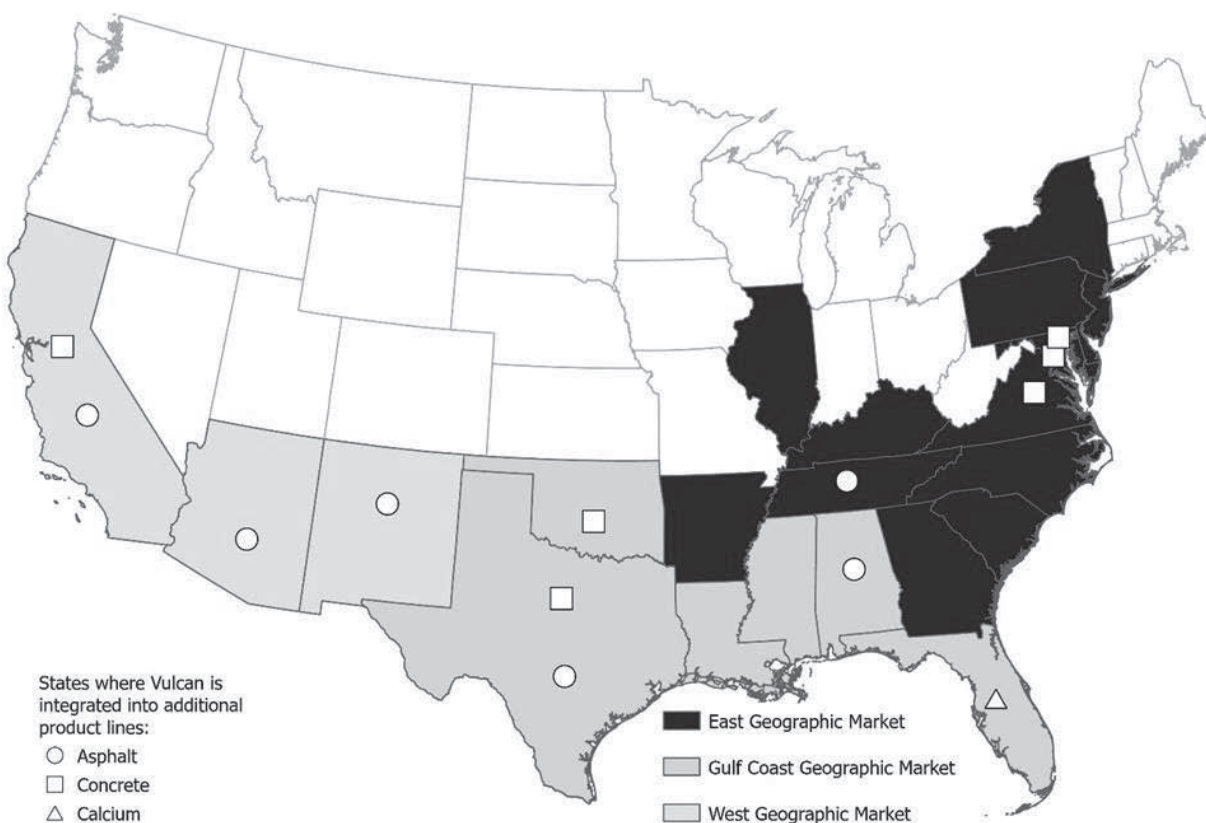 States where Vulcan is
integrated into additional
product lines:
Asphalt
Concrete
Calcium
East Geographic Market
Gulf Coast Geographic Market
West Geographic Market